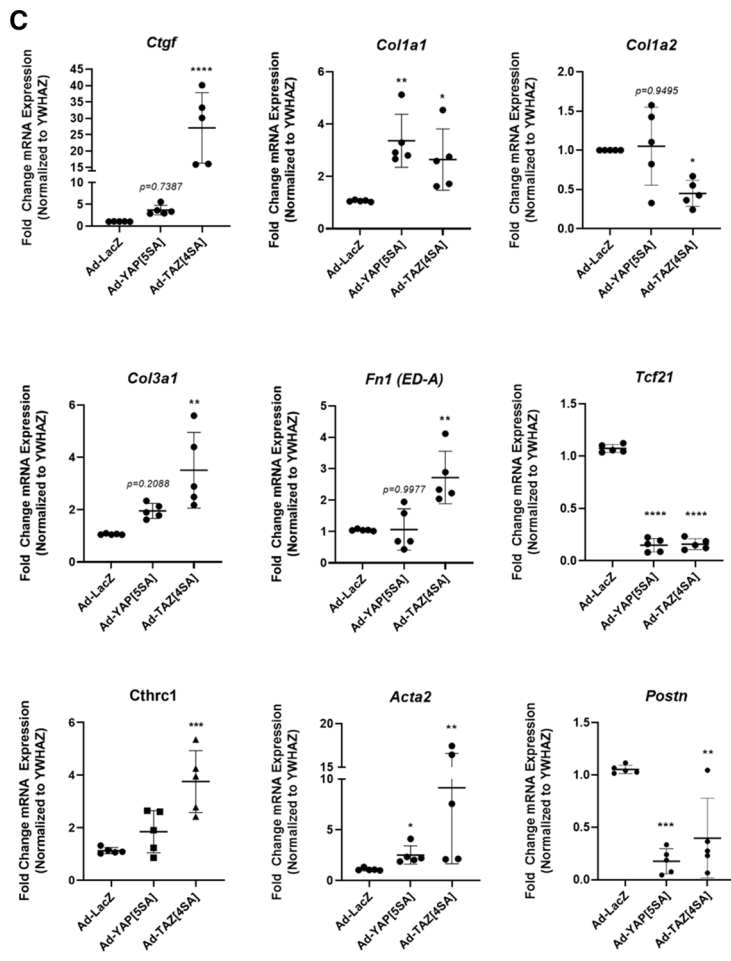 C
Ctgf
Fold Change mRNA Expression
(Normalized to YWHAZ)
45
40
35
30
25
20
15
10
5
0
p=0.7387
****
Ad-LacZ
Ad-YAP[5SA]
Ad-TAZ[4SA]
Col1a1
Fold Change mRNA Expression
(Normalized to YWHAZ)
6
4
2
0
**
*
Ad-LacZ
Ad-YAP[5SA]
Ad-TAZ[4SA]
Col1a2
Fold Change mRNA Expression
(Normalized to YWHAZ)
2.0
1.5
1.0
0.5
0.0
p=0.9495
*
Ad-LacZ
Ad-YAP[5SA]
Ad-TAZ[4SA]
Col3a1
Fold Change mRNA Expression
(Normalized to YWHAZ)
6
4
2
0
p=0.2088
**
Ad-LacZ
Ad-YAP[5SA]
Ad-TAZ[4SA]
Fn1 (ED-A)
Fold Change mRNA Expression
(Normalized to YWHAZ)
5
4
3
2
1
0
p=0.9977
**
Ad-LacZ
Ad-YAP[5SA]
Ad-TAZ[4SA]
Tcf21
Fold Change mRNA Expression
(Normalized to YWHAZ)
1.5
1.0
0.5
0.0
****
****
Ad-LacZ
Ad-YAP[5SA]
Ad-TAZ[4SA]
Cthrc1
Fold Change mRNA Expression
(Normalized to YWHAZ)
6
4
2
0
***
Ad-LacZ
Ad-YAP[5SA]
Ad-TAZ[4SA]
Acta2
Fold Change mRNA Expression
(Normalized to YWHAZ)
20
10
10
5
0
*
**
Ad-LacZ
Ad-YAP[5SA]
Ad-TAZ[4SA]
Postn
Fold Change mRNA Expression
(Normalized to YWHAZ)
1.5
1.0
0.5
0.0
***
**
Ad-LacZ
Ad-YAP[5SA]
Ad-TAZ[4SA]